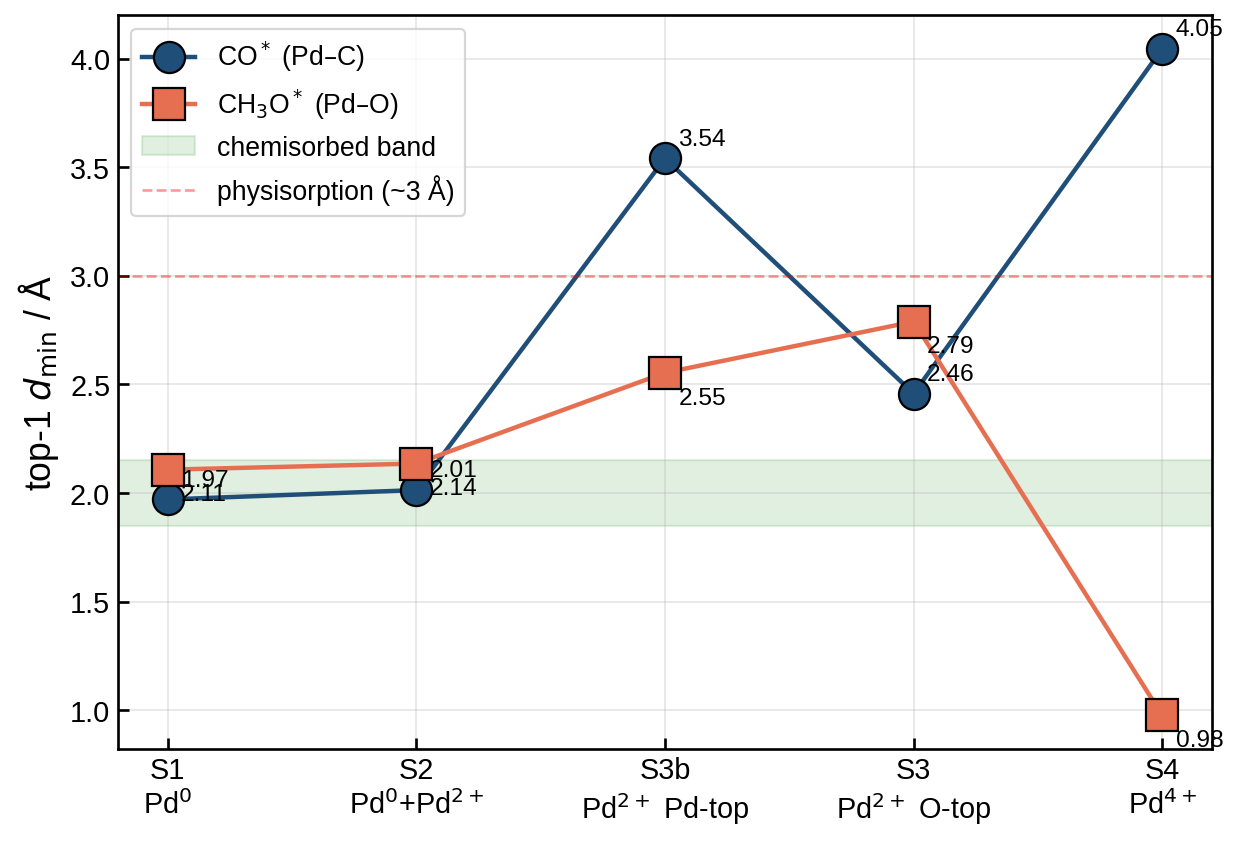 4.05
4.0
CO* (Pd–C)
CH₃O* (Pd–O)
chemisorbed band
physisorption (~3 Å)
3.54
3.5
3.0
2.79
2.46
2.55
2.5
2.01
2.14
1.97
2.11
2.0
1.5
1.0
0.98
top-1 d_min / Å
S1 S2 S3b S3 S4
Pd⁰ Pd⁰+Pd²⁺ Pd²⁺ Pd-top Pd²⁺ O-top Pd⁴⁺